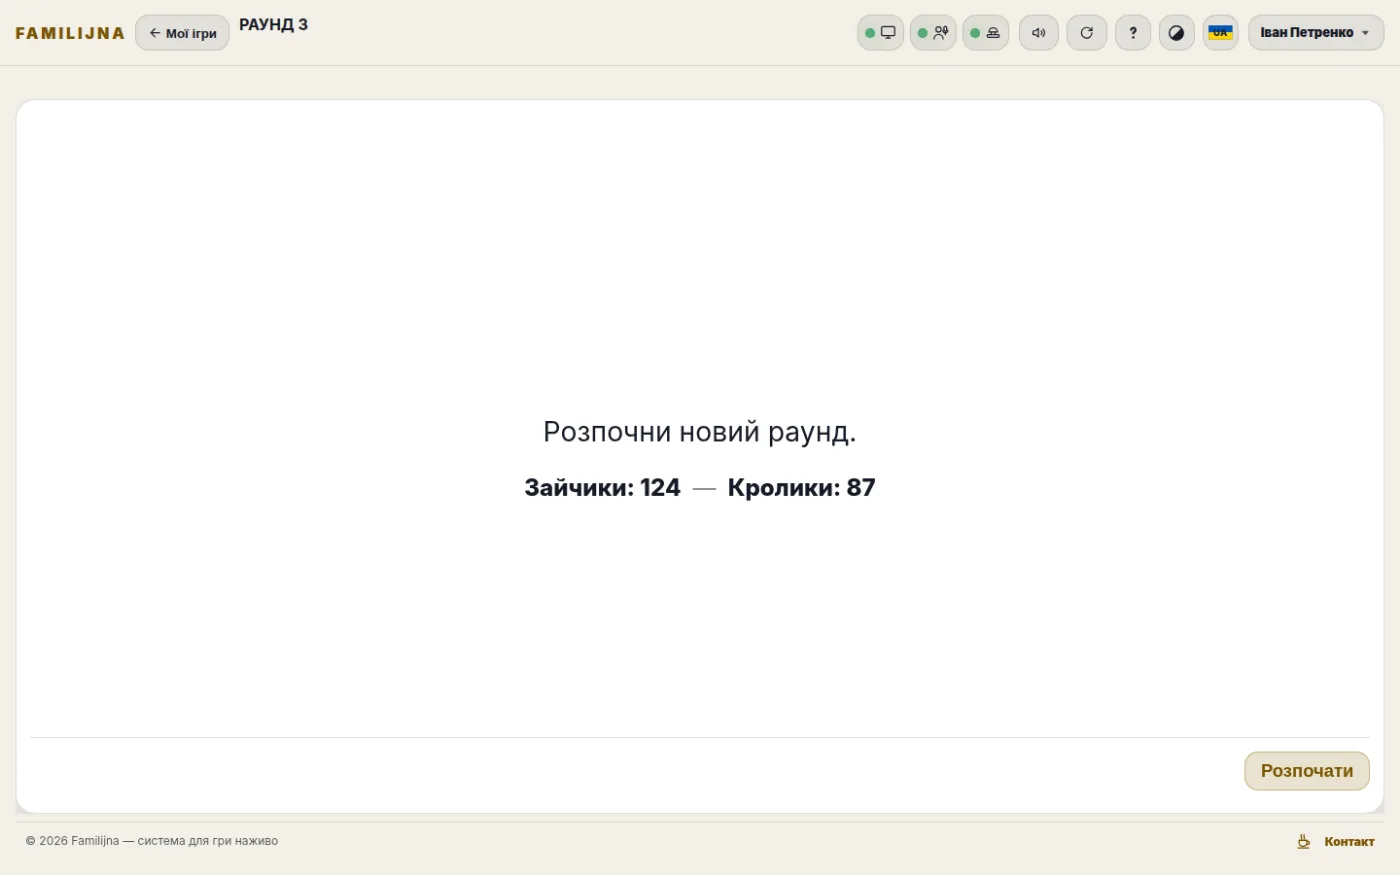 FAMILIJNA
← Мої ігри
РАУНД 3
?
UA
Іван Петренко
Розпочни новий раунд.
Зайчики: 124 — Кролики: 87
Розпочати
© 2026 Familijna — система для гри наживо
Контакт